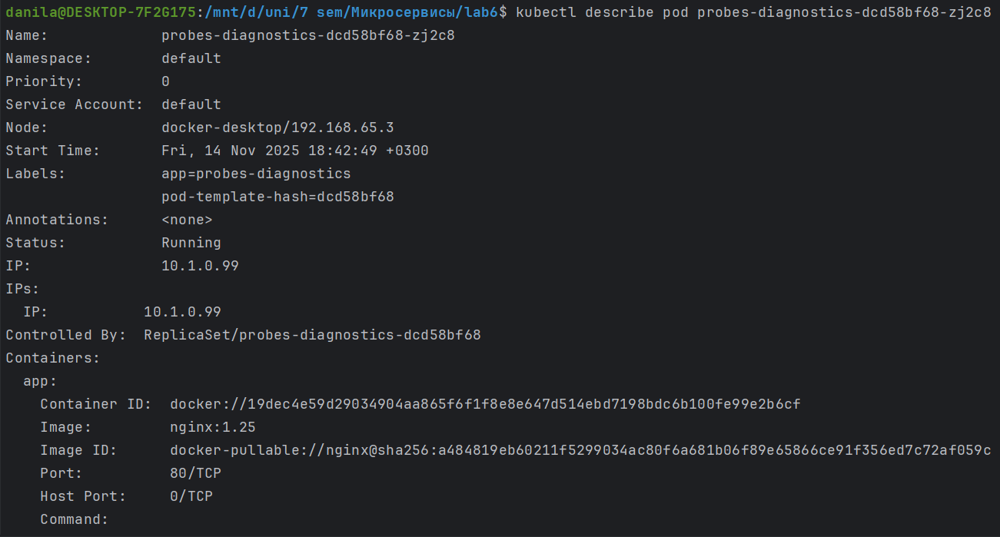 danila@DESKTOP-7F2G175:/mnt/d/uni/7 sem/Микросервисы/lab6$ kubectl describe pod probes-diagnostics-dcd58bf68-zj2c8
Name:             probes-diagnostics-dcd58bf68-zj2c8
Namespace:        default
Priority:         0
Service Account:  default
Node:             docker-desktop/192.168.65.3
Start Time:       Fri, 14 Nov 2025 18:42:49 +0300
Labels:           app=probes-diagnostics
                  pod-template-hash=dcd58bf68
Annotations:      <none>
Status:           Running
IP:               10.1.0.99
IPs:
  IP:           10.1.0.99
Controlled By:  ReplicaSet/probes-diagnostics-dcd58bf68
Containers:
  app:
    Container ID:  docker://19dec4e59d29034904aa865f6f1f8e8e647d514ebd7198bdc6b100fe99e2b6cf
    Image:         nginx:1.25
    Image ID:      docker-pullable://nginx@sha256:a484819eb60211f5299034ac80f6a681b06f89e65866ce91f356ed7c72af059c
    Port:          80/TCP
    Host Port:     0/TCP
    Command: